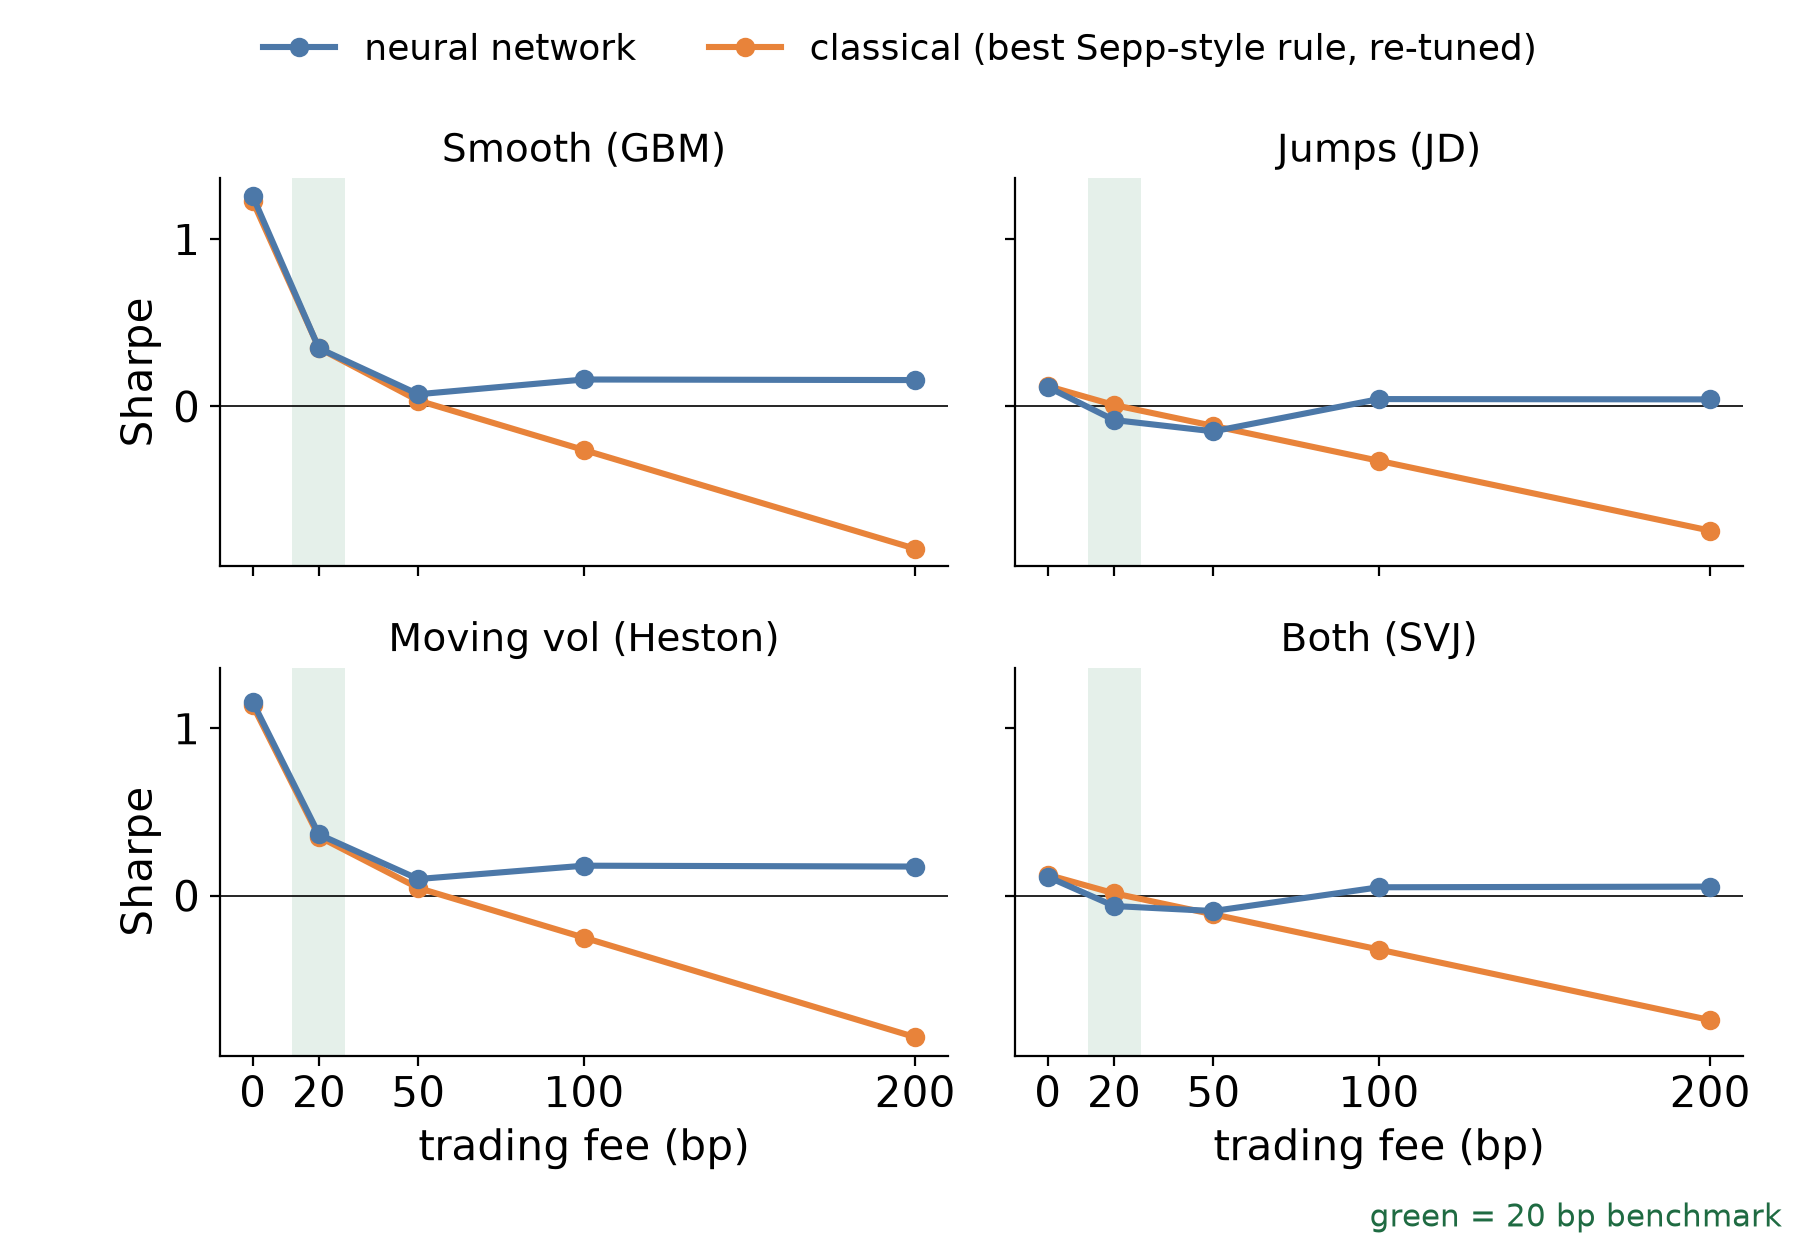 neural network
classical (best Sepp-style rule, re-tuned)
Smooth (GBM)
Jumps (JD)
1
0
Sharpe
Moving vol (Heston)
Both (SVJ)
1
0
Sharpe
0 20 50 100 200
0 20 50 100 200
trading fee (bp)
trading fee (bp)
green = 20 bp benchmark